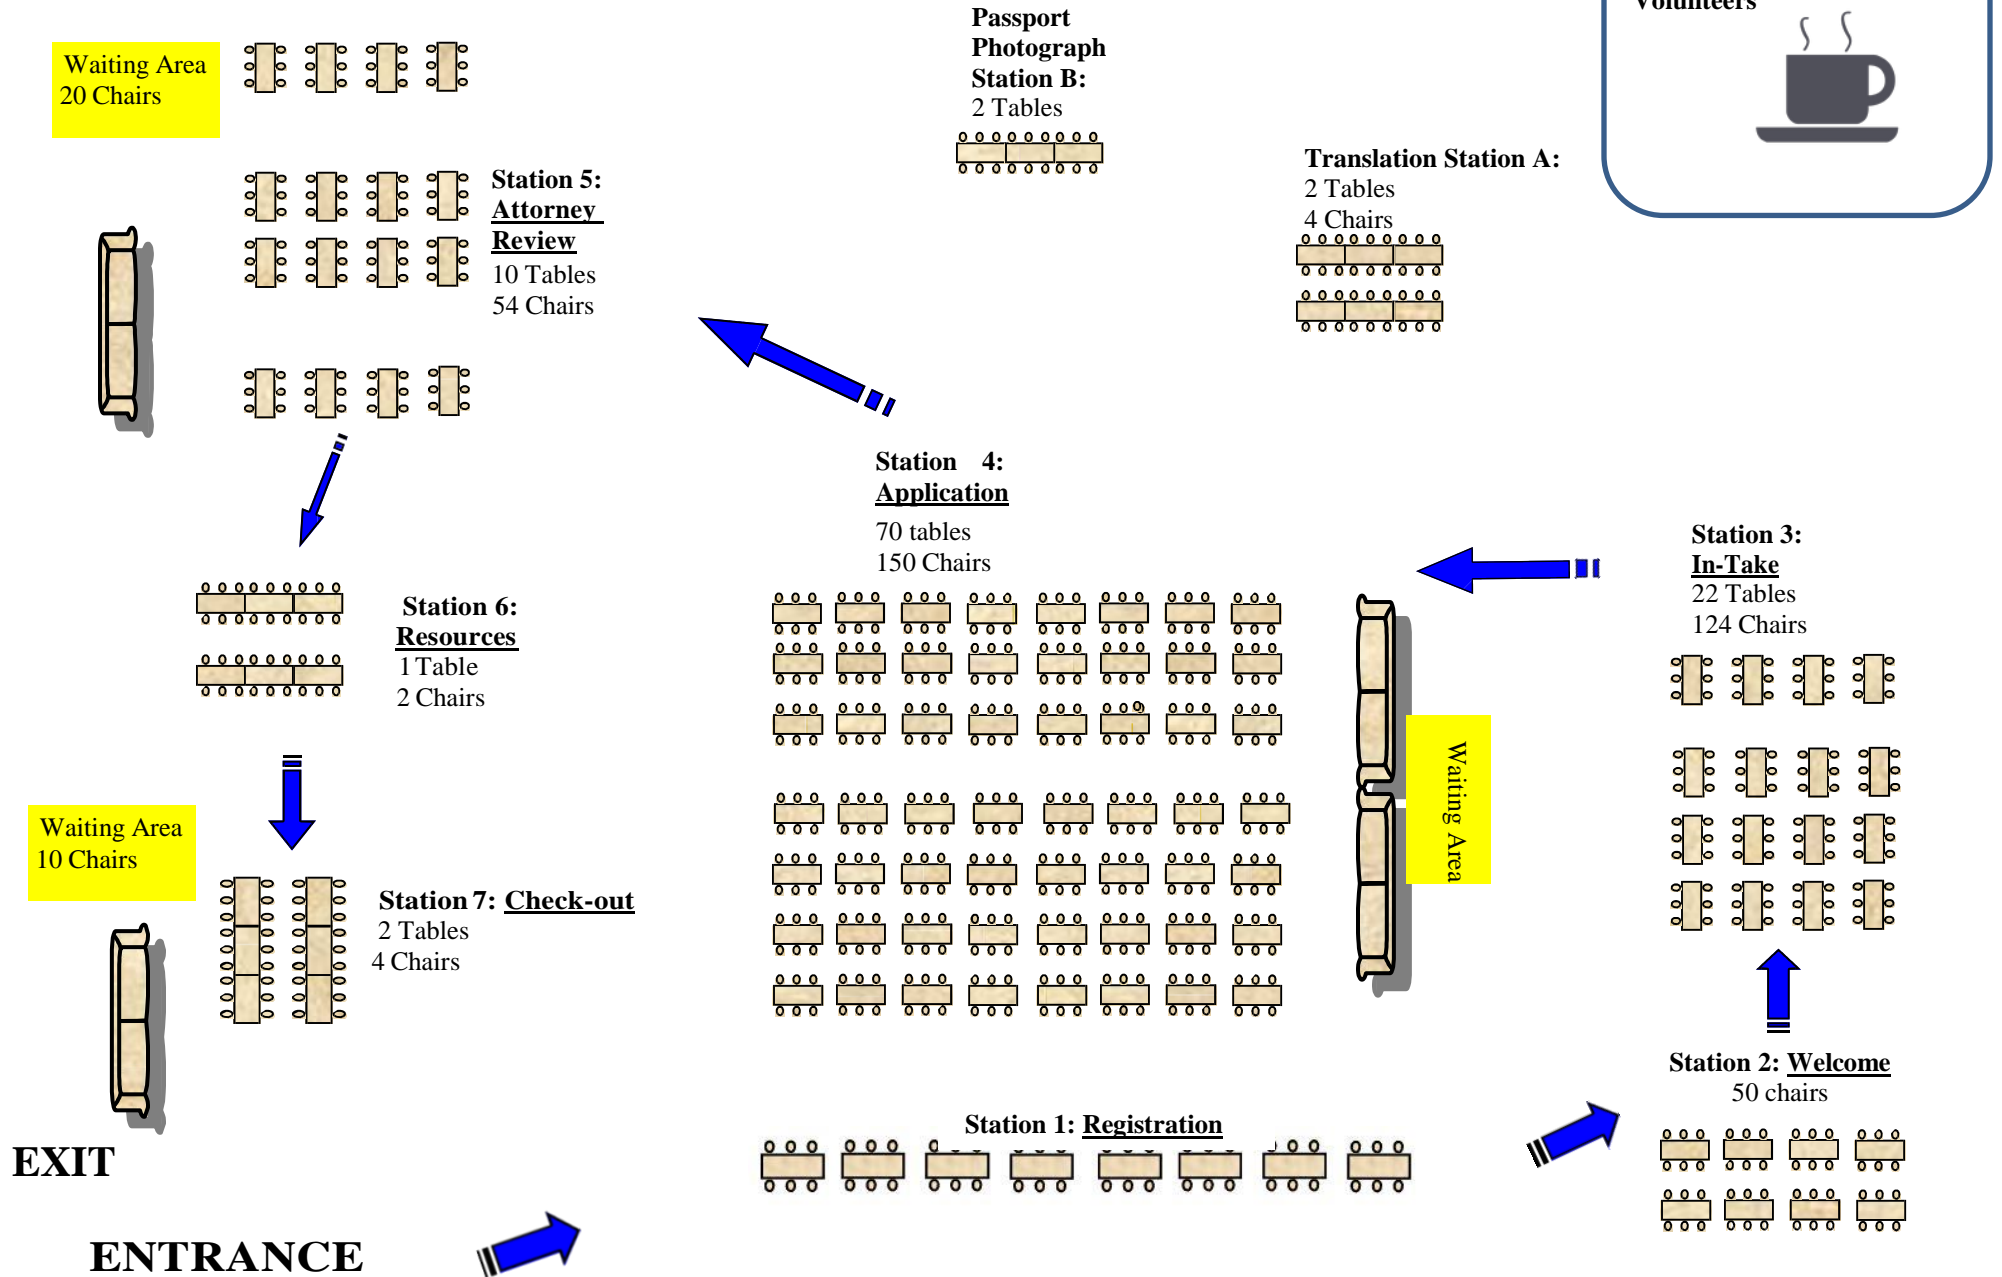 Volunteers
Passport
Photograph
Station B:
2 Tables
Waiting Area
20 Chairs
Translation Station A:
2 Tables
4 Chairs
Station 5:
Attorney
Review
10 Tables
54 Chairs
Station 4:
Application
70 tables
150 Chairs
Station 3:
In-Take
22 Tables
124 Chairs
Station 6:
Resources
1 Table
2 Chairs
Waiting Area
Waiting Area
10 Chairs
Station 7: Check-out
2 Tables
4 Chairs
Station 2: Welcome
50 chairs
Station 1: Registration
EXIT
ENTRANCE